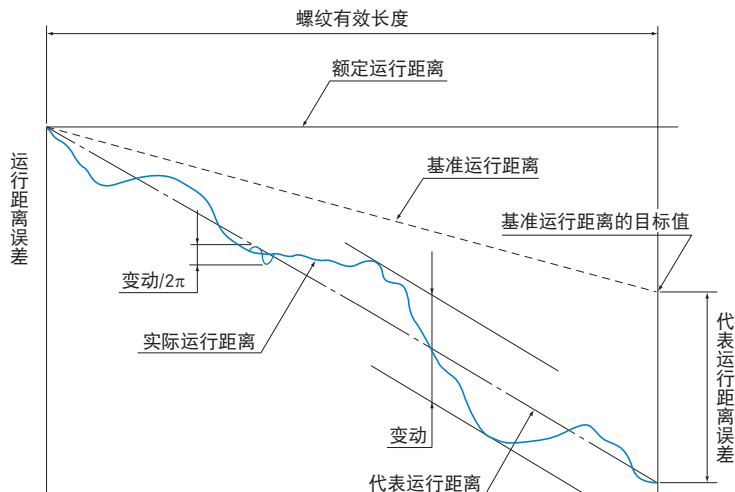 螺纹有效长度
额定运行距离
运行距离误差
基准运行距离
基准运行距离的目标值
变动/2π
实际运行距离
代表运行距离误差
变动
代表运行距离